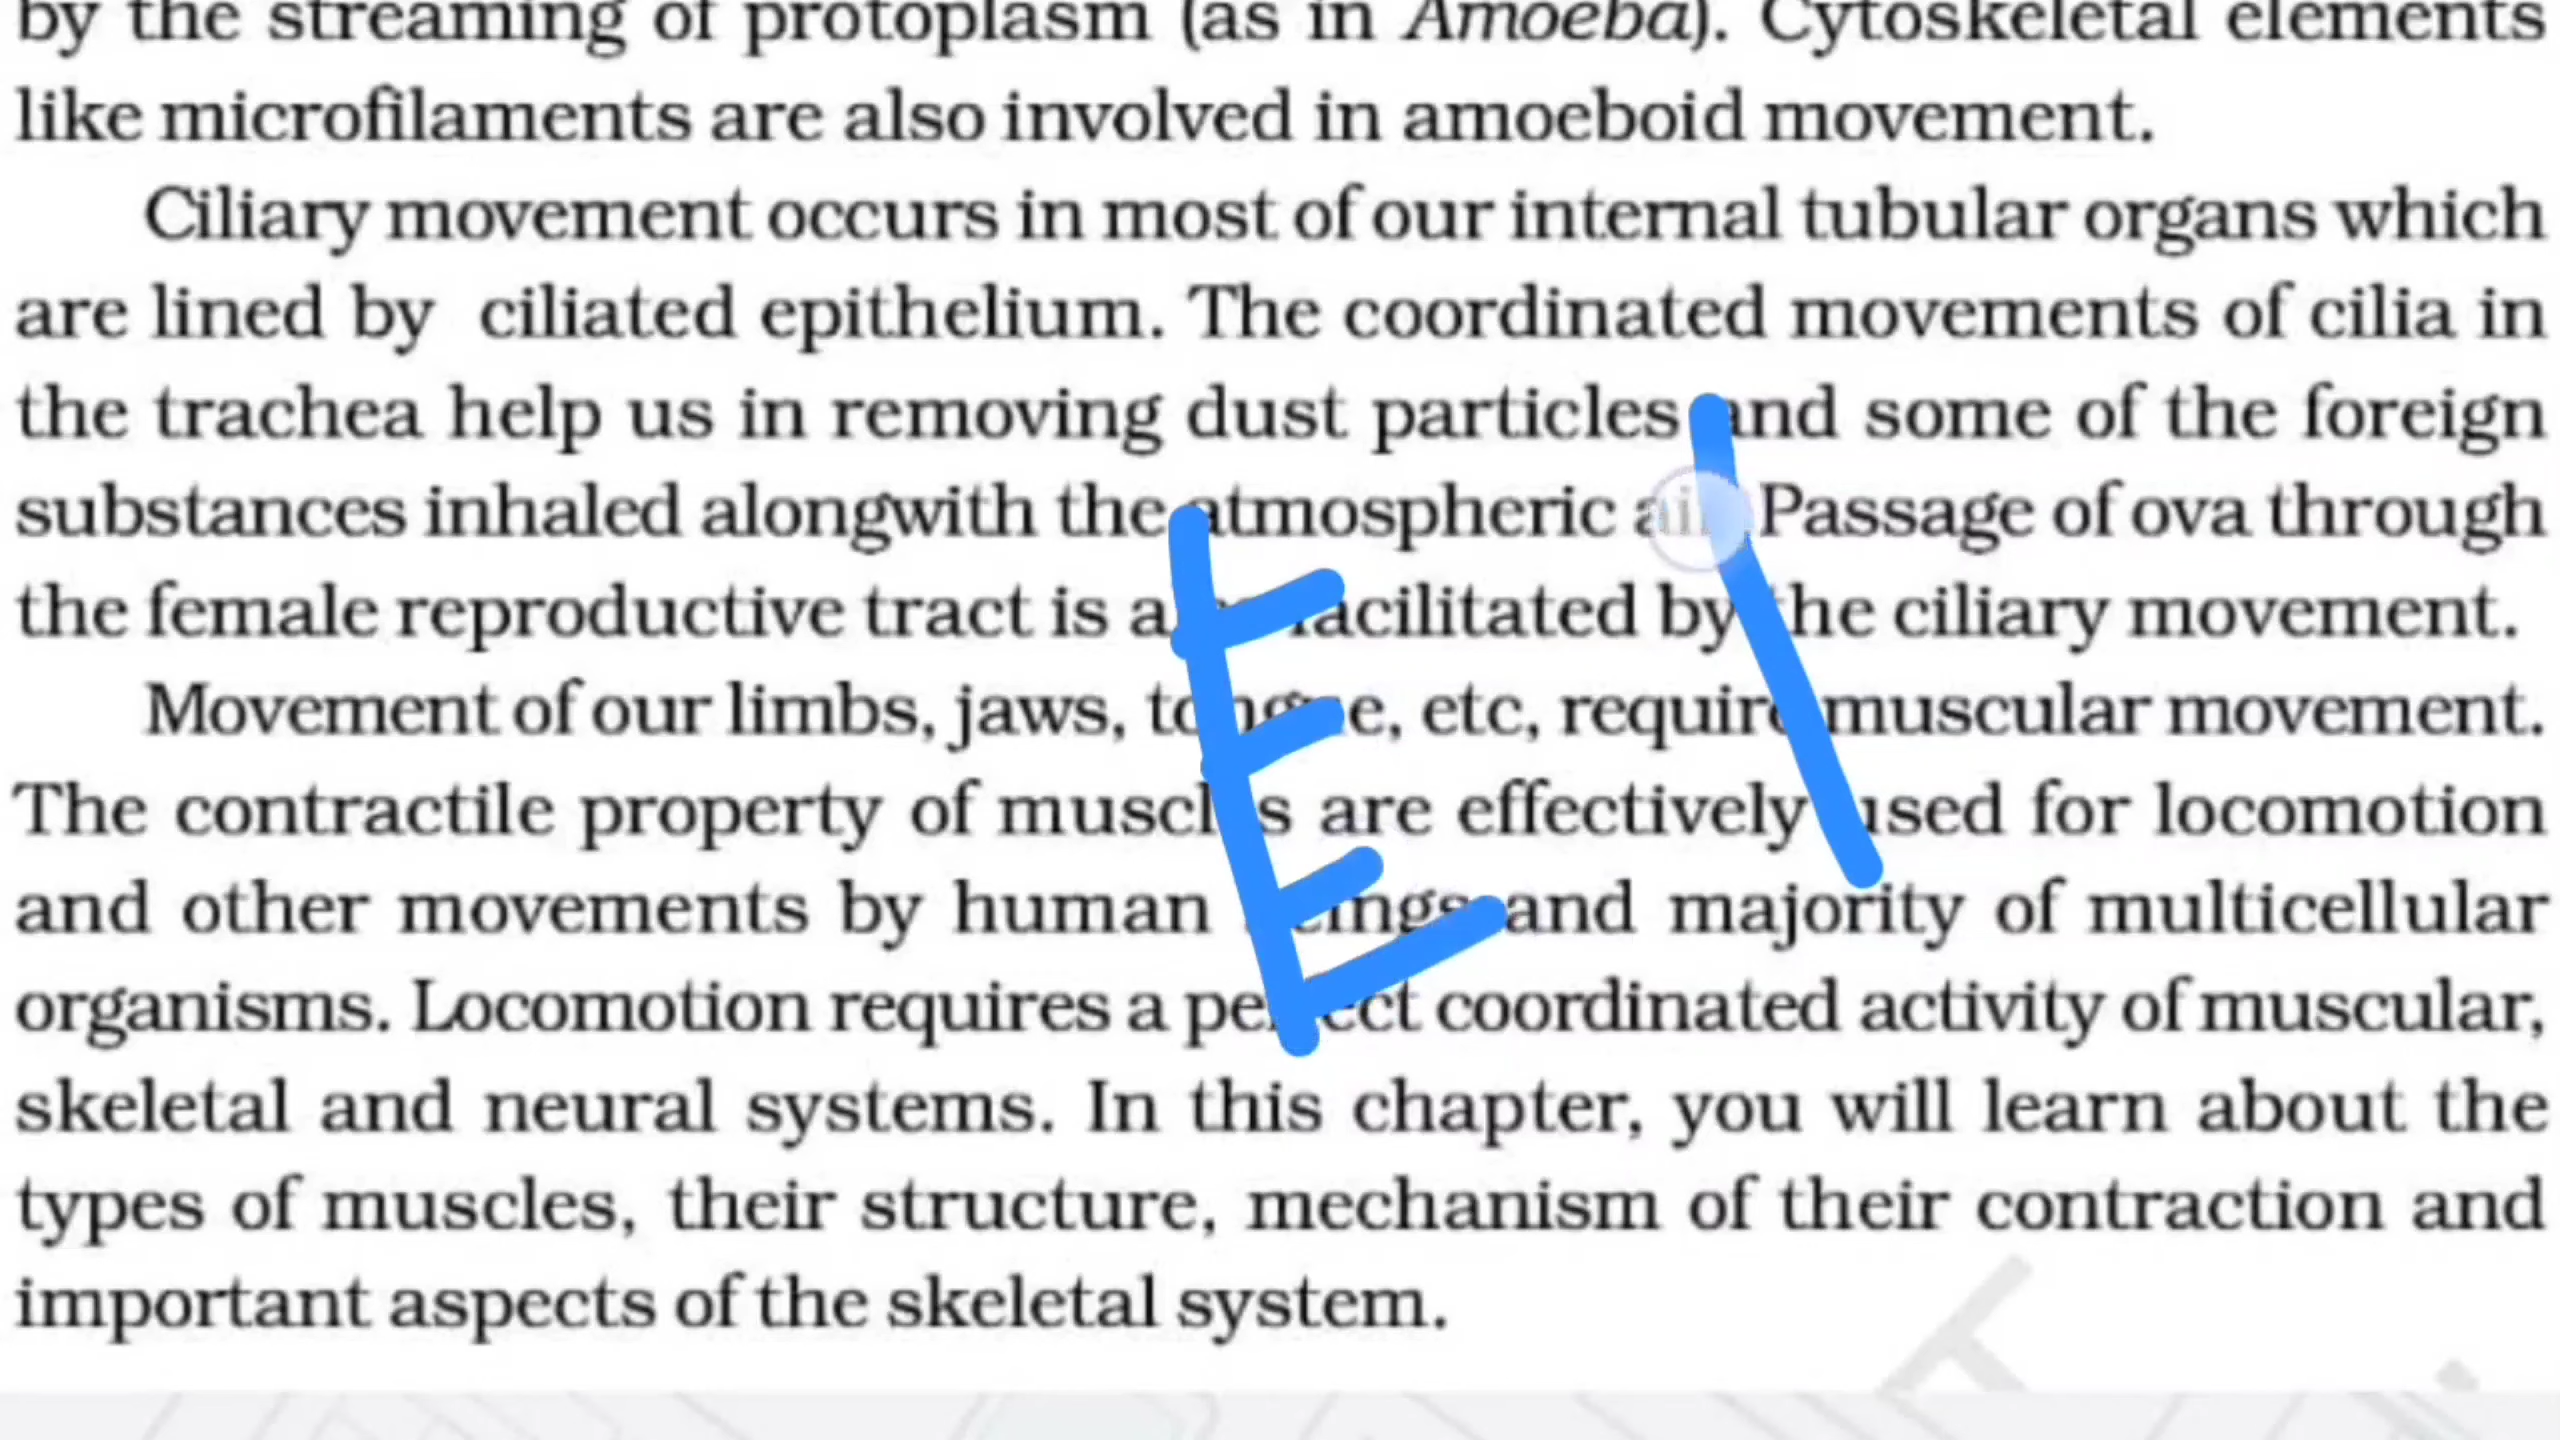 by the streaming of protoplasm (as in Amoeba). Cytoskeletal elements
like microfilaments are also involved in amoeboid movement.
Ciliary movement occurs in most of our internal tubular organs which
are lined by ciliated epithelium. The coordinated movements of cilia in
the trachea help us in removing dust particles and some of the foreign
substances inhaled alongwith the atmospheric air. Passage of ova through
the female reproductive tract is facilitated by the ciliary movement.
Movement of our limbs, jaws, tongue, etc, require muscular movement.
The contractile property of muscles are effectively used for locomotion
and other movements by human beings and majority of multicellular
organisms. Locomotion requires a perfect coordinated activity of muscular,
skeletal and neural systems. In this chapter, you will learn about the
types of muscles, their structure, mechanism of their contraction and
important aspects of the skeletal system.